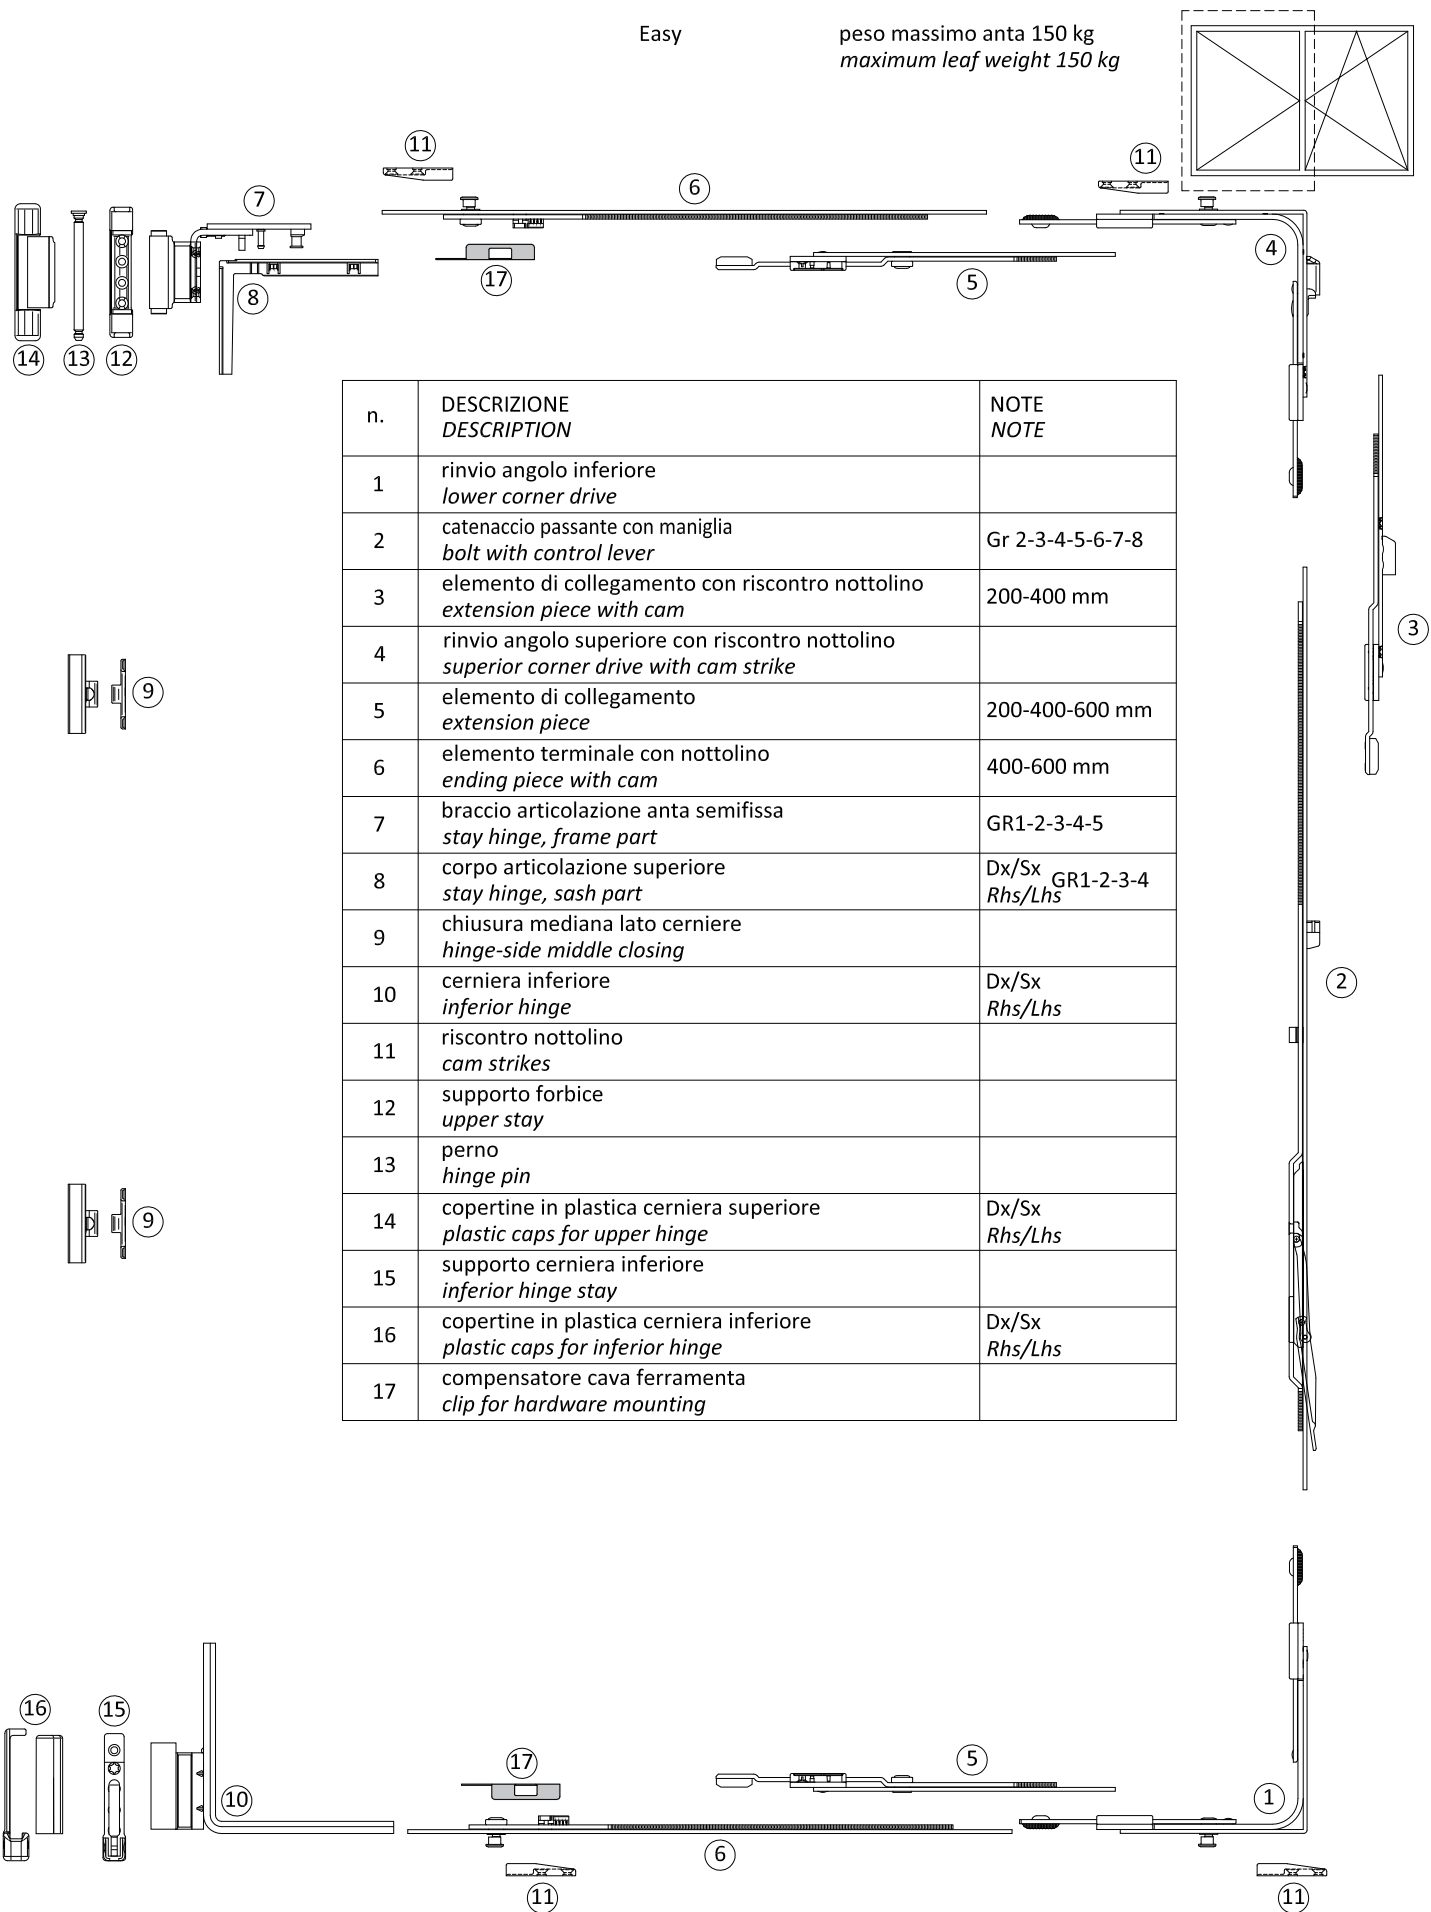 Easy
peso massimo anta 150 kg
maximum leaf weight 150 kg
11
11
6
7
4
17
5
8
14
13
12
n.
DESCRIZIONE
DESCRIPTION
NOTE
NOTE
1
rinvio angolo inferiore
lower corner drive
2
catenaccio passante con maniglia
bolt with control lever
Gr 2-3-4-5-6-7-8
3
elemento di collegamento con riscontro nottolino
extension piece with cam
200-400 mm
4
rinvio angolo superiore con riscontro nottolino
superior corner drive with cam strike
5
elemento di collegamento
extension piece
200-400-600 mm
6
elemento terminale con nottolino
ending piece with cam
400-600 mm
7
braccio articolazione anta semifissa
stay hinge, frame part
GR1-2-3-4-5
8
corpo articolazione superiore
stay hinge, sash part
Dx/Sx
Rhs/Lhs
GR1-2-3-4
9
chiusura mediana lato cerniere
hinge-side middle closing
10
cerniera inferiore
inferior hinge
Dx/Sx
Rhs/Lhs
11
riscontro nottolino
cam strikes
12
supporto forbice
upper stay
13
perno
hinge pin
14
copertine in plastica cerniera superiore
plastic caps for upper hinge
Dx/Sx
Rhs/Lhs
15
supporto cerniera inferiore
inferior hinge stay
16
copertine in plastica cerniera inferiore
plastic caps for inferior hinge
Dx/Sx
Rhs/Lhs
17
compensatore cava ferramenta
clip for hardware mounting
3
9
2
9
16
15
17
5
10
1
6
11
11